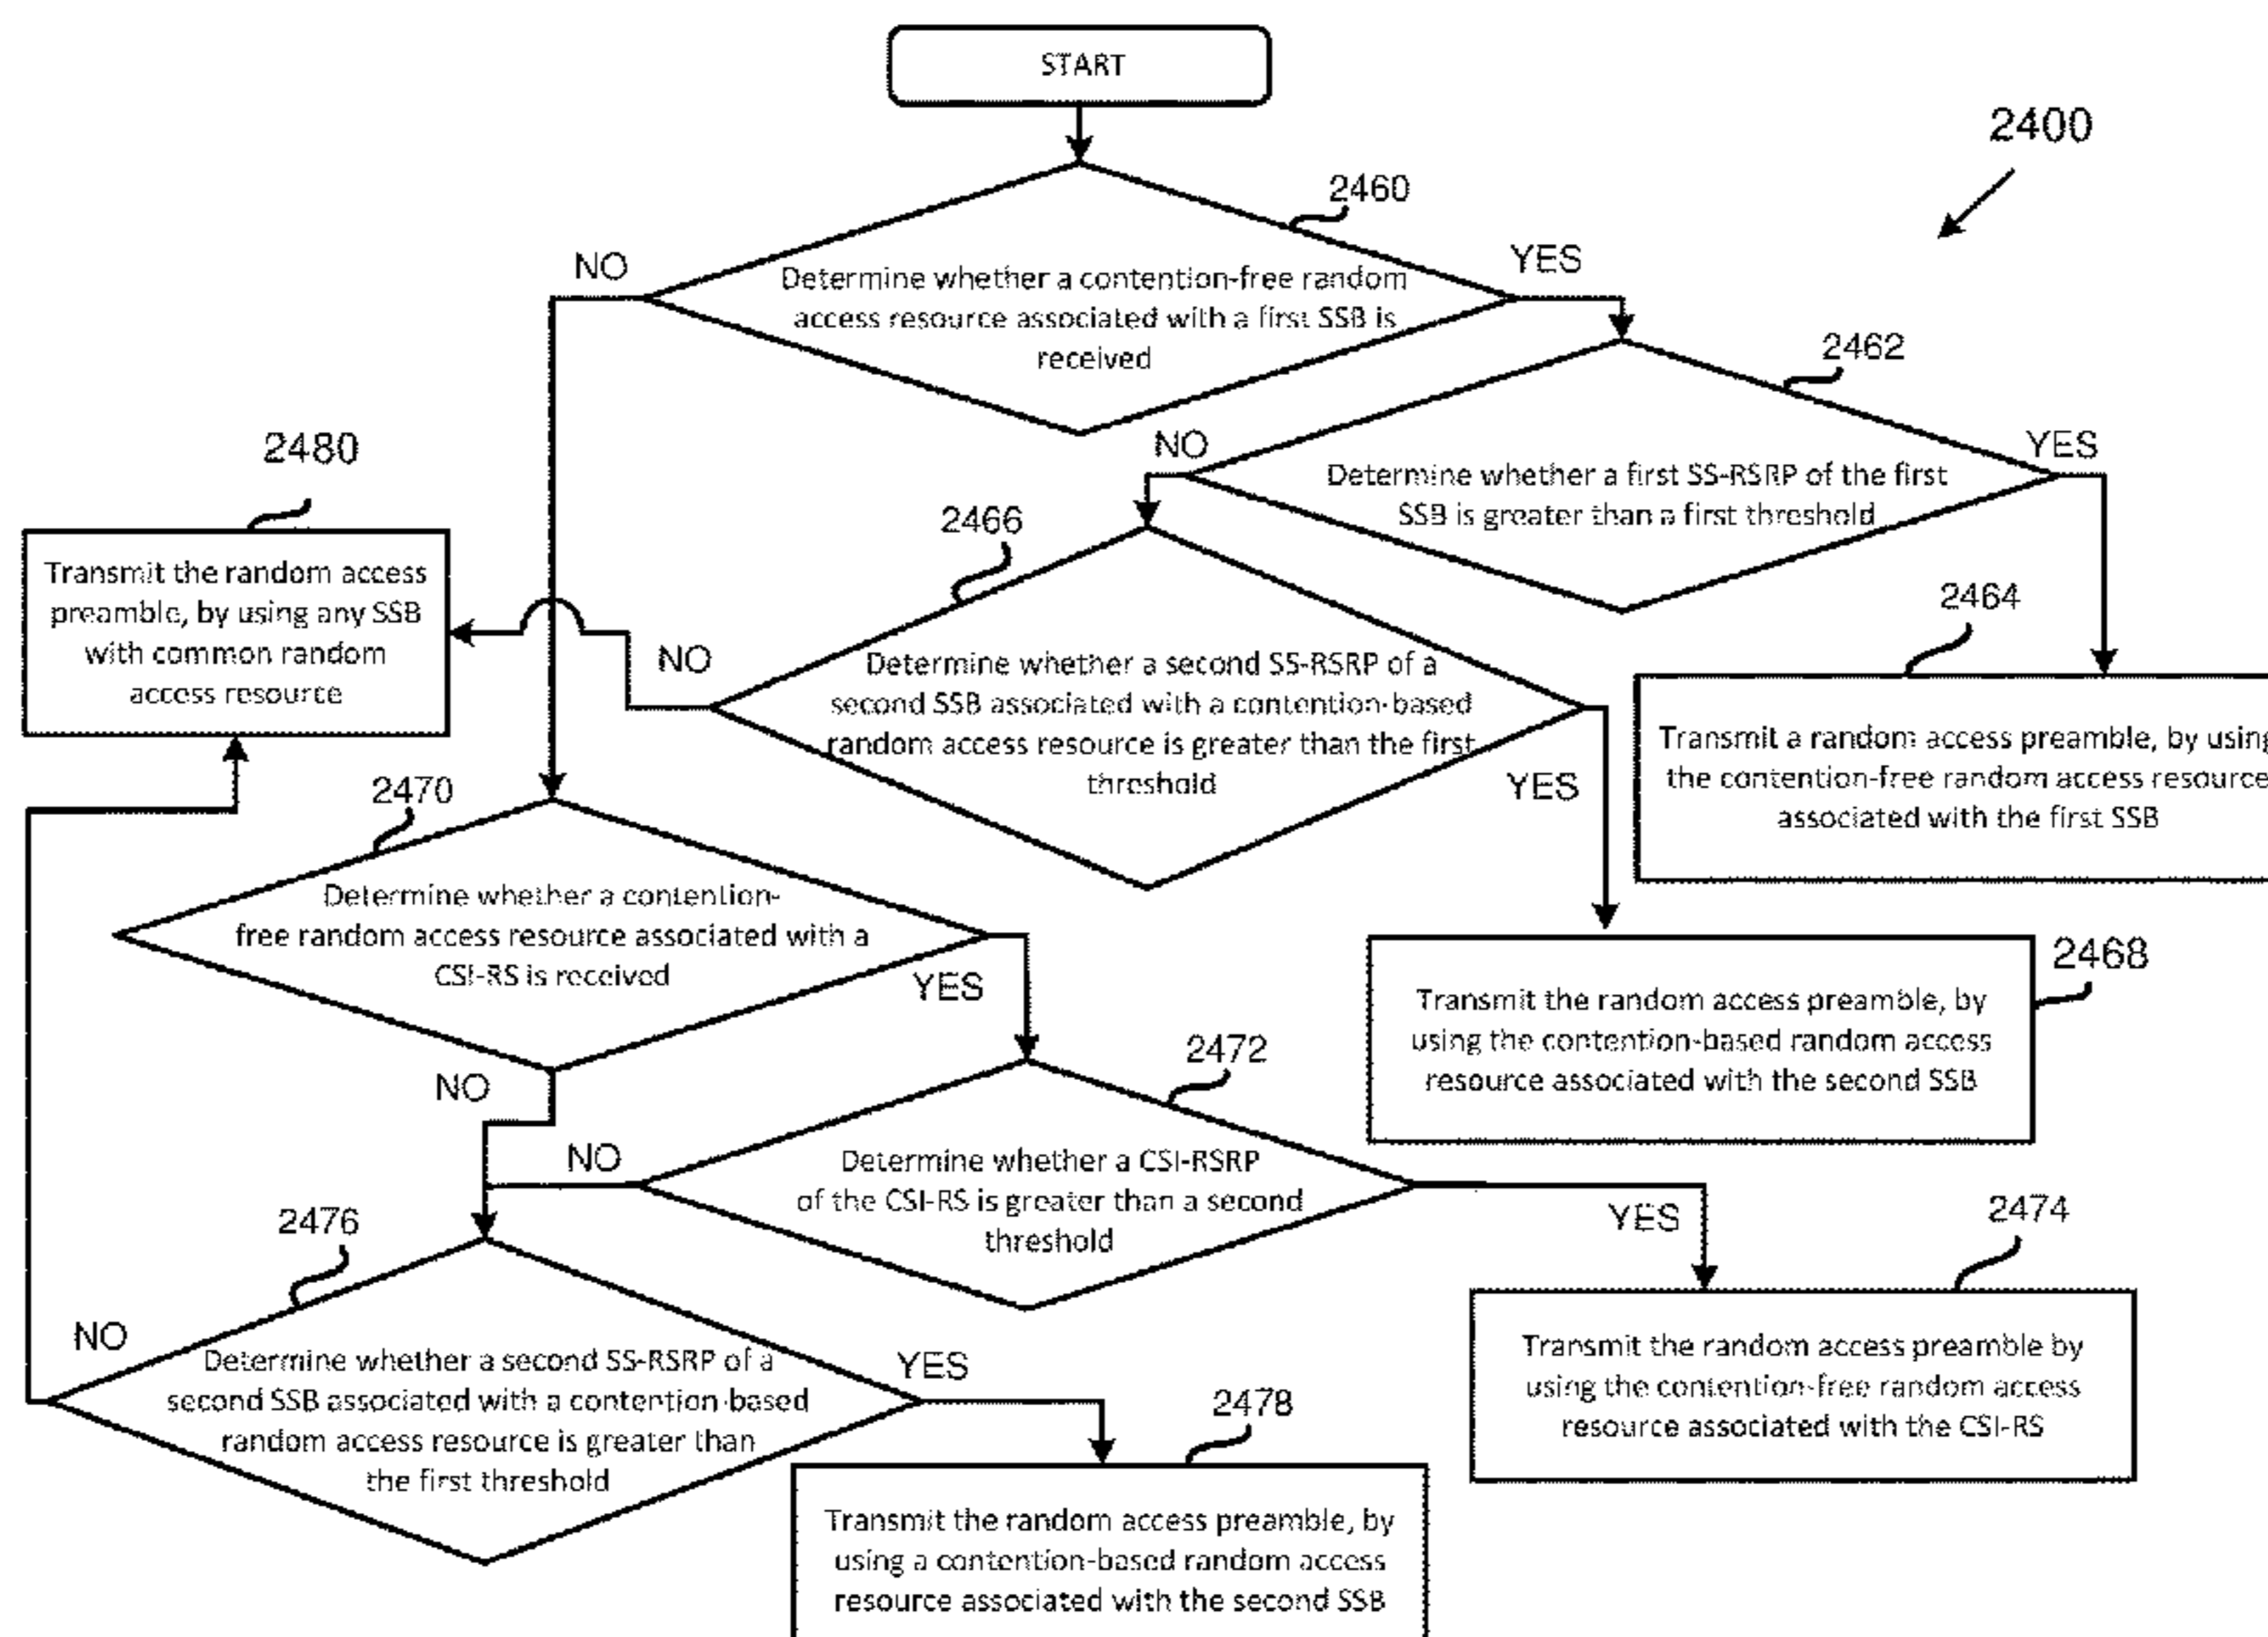 START
2400
2460
NO
YES
Determine whether a contention-free random
access resource associated with a first SSB is
received
2462
2480
NO
YES
Determine whether a first SS-RSRP of the first
SSB is greater than a first threshold
2466
Transmit the random access
preamble, by using any SSB
with common random
access resource
2464
NO
Determine whether a second SS-RSRP of a
second SSB associated with a contention-based
random access resource is greater than the first
threshold
YES
Transmit a random access preamble, by using
the contention-free random access resource
associated with the first SSB
2470
Determine whether a contention-
free random access resource associated with a
CSI-RS is received
YES
NO
2468
Transmit the random access preamble, by
using the contention-based random access
resource associated with the second SSB
2472
NO
Determine whether a CSI-RSRP
of the CSI-RS is greater than a second
threshold
YES
2474
2476
NO
Determine whether a second SS-RSRP of a
second SSB associated with a contention-based
random access resource is greater than
the first threshold
YES
Transmit the random access preamble by
using the contention-free random access
resource associated with the CSI-RS
2478
Transmit the random access preamble, by
using a contention-based random access
resource associated with the second SSB